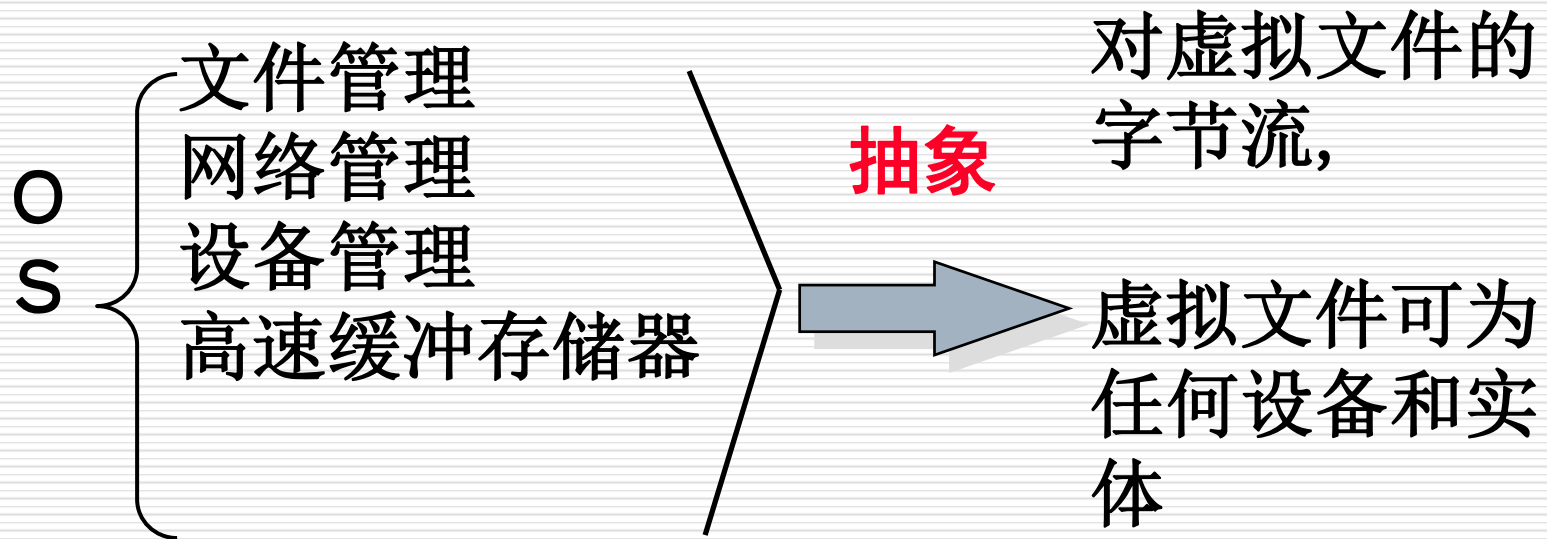 O
S
文件管理
网络管理
设备管理
高速缓冲存储器
抽象
对虚拟文件的
字节流,
虚拟文件可为
任何设备和实
体